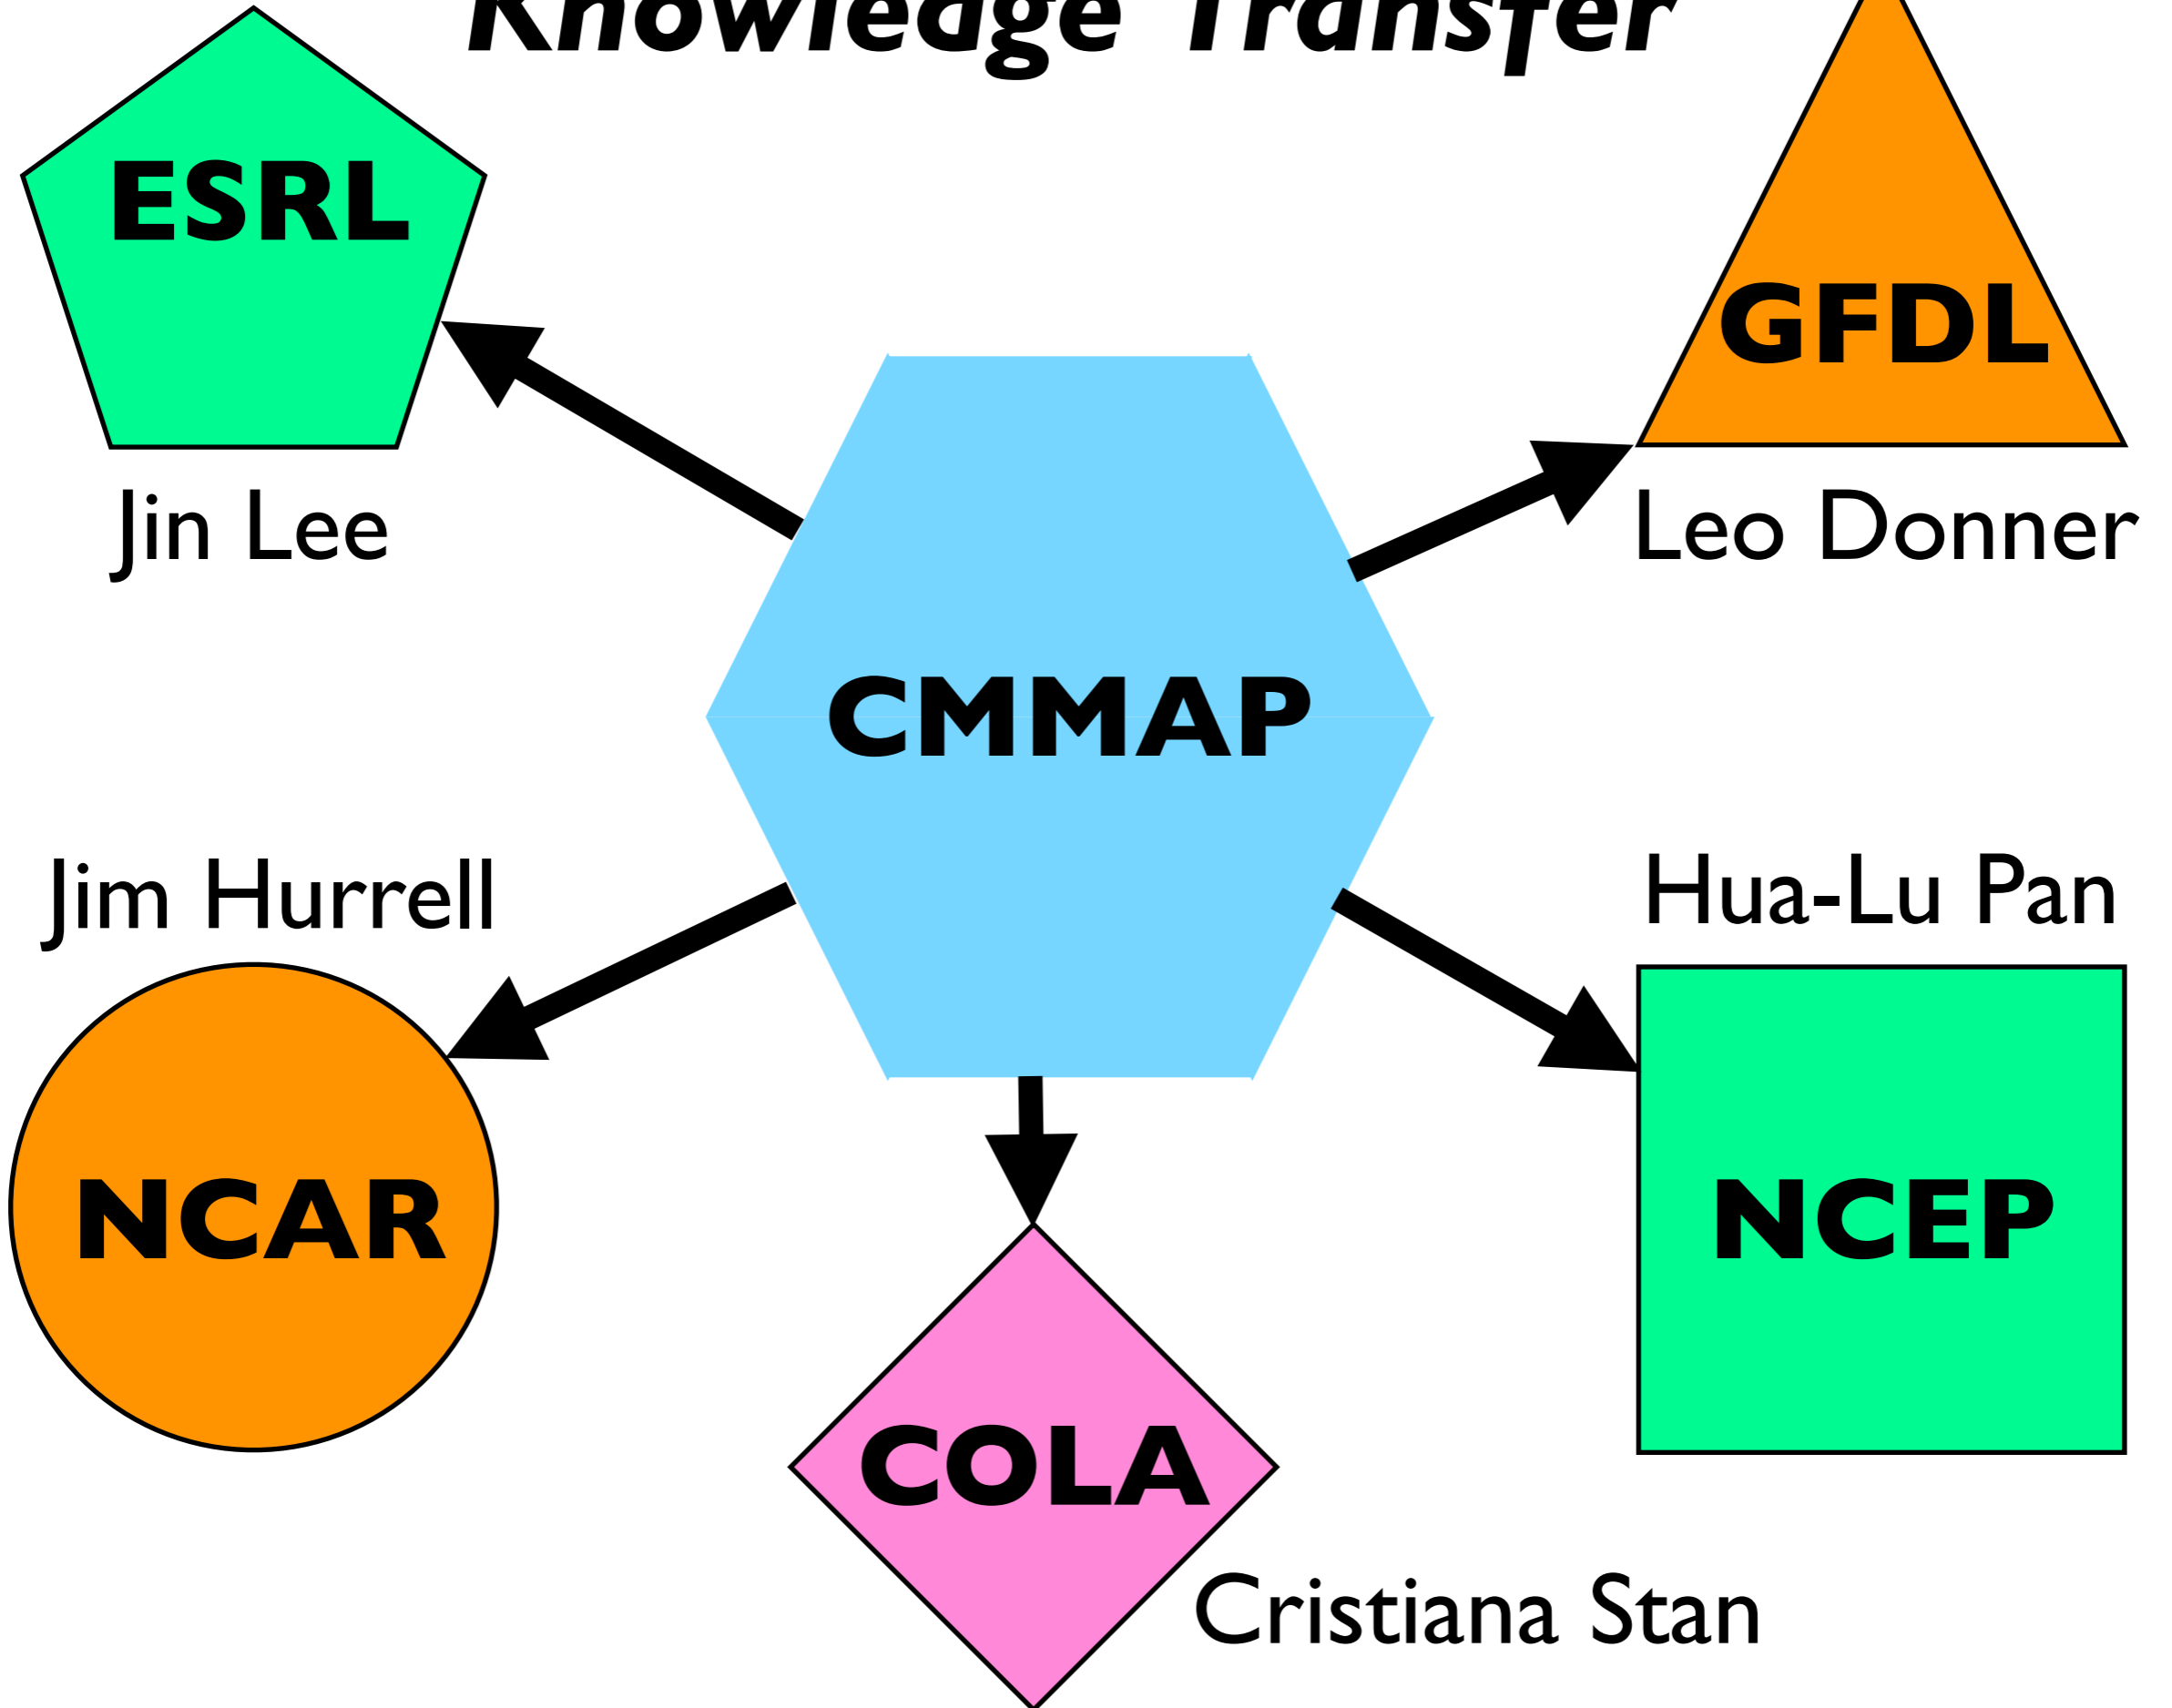 Knowledge Transfer
ESRL
GFDL
Jin Lee
Leo Donner
CMMAP
Jim Hurrell
Hua-Lu Pan
NCAR
NCEP
COLA
Cristiana Stan